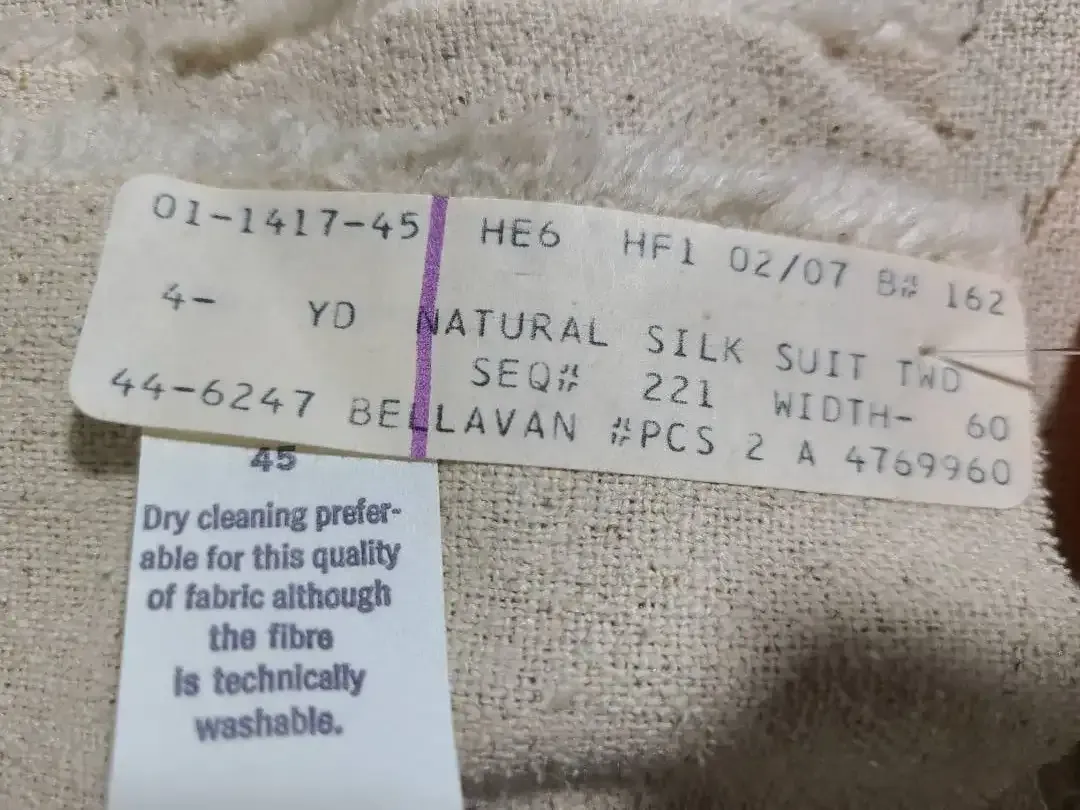 01-1417-45 HE6 HF1 02/07 B# 162
4- YD NATURAL SILK SUIT TWD
SEQ# 221 WIDTH- 60
44-6247 BELLAVAN #PCS 2 A 4769960
45
Dry cleaning prefer-
able for this quality
of fabric although
the fibre
is technically
washable.